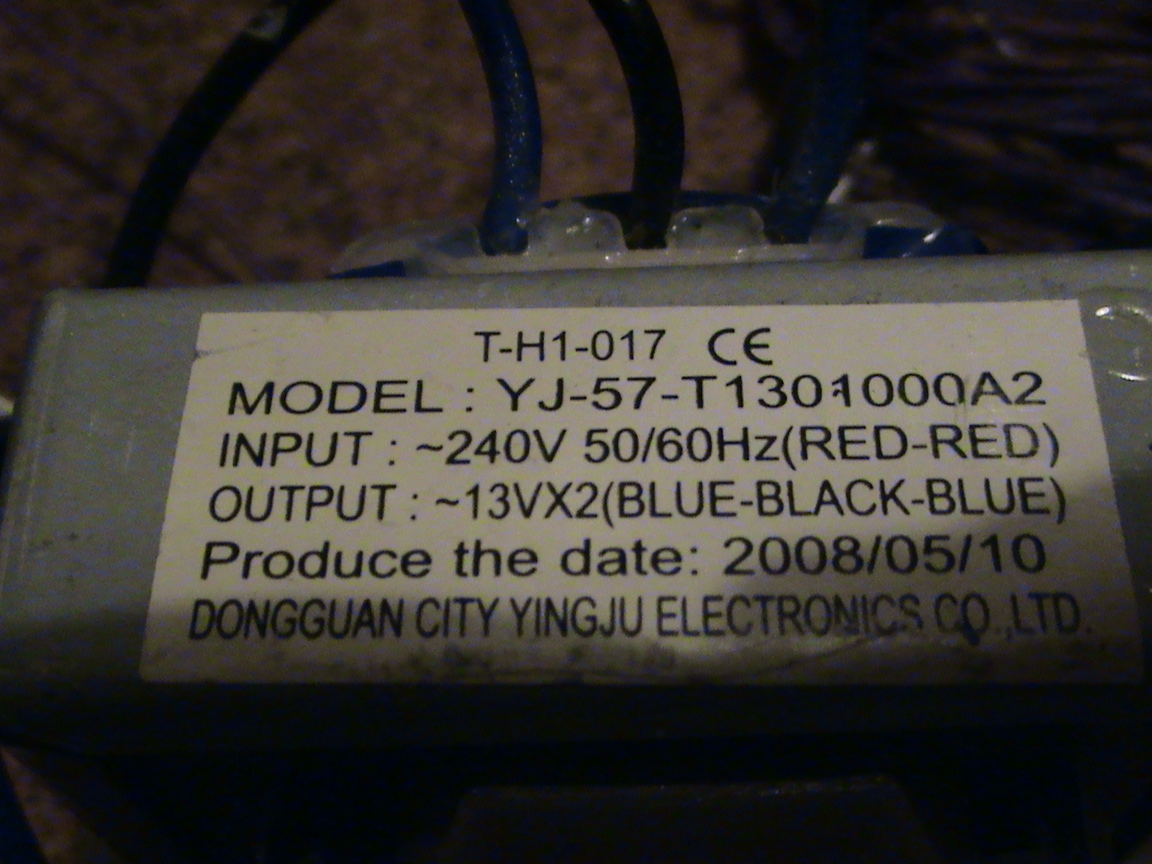 T-H1-017 CE
MODEL : YJ-57-T1301000A2
INPUT : ~240V 50/60Hz(RED-RED)
OUTPUT : ~13VX2(BLUE-BLACK-BLUE)
Produce the date: 2008/05/10
DONGGUAN CITY YINGJU ELECTRONICS CO.,LTD.